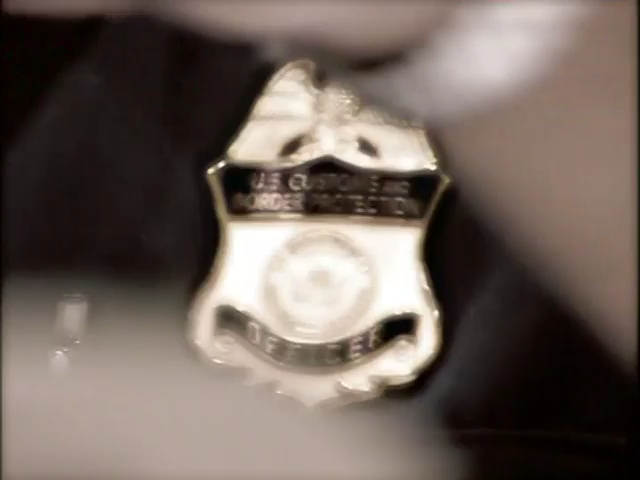 U.S. CUSTOMS AND
BORDER PROTECTION
OFFICER